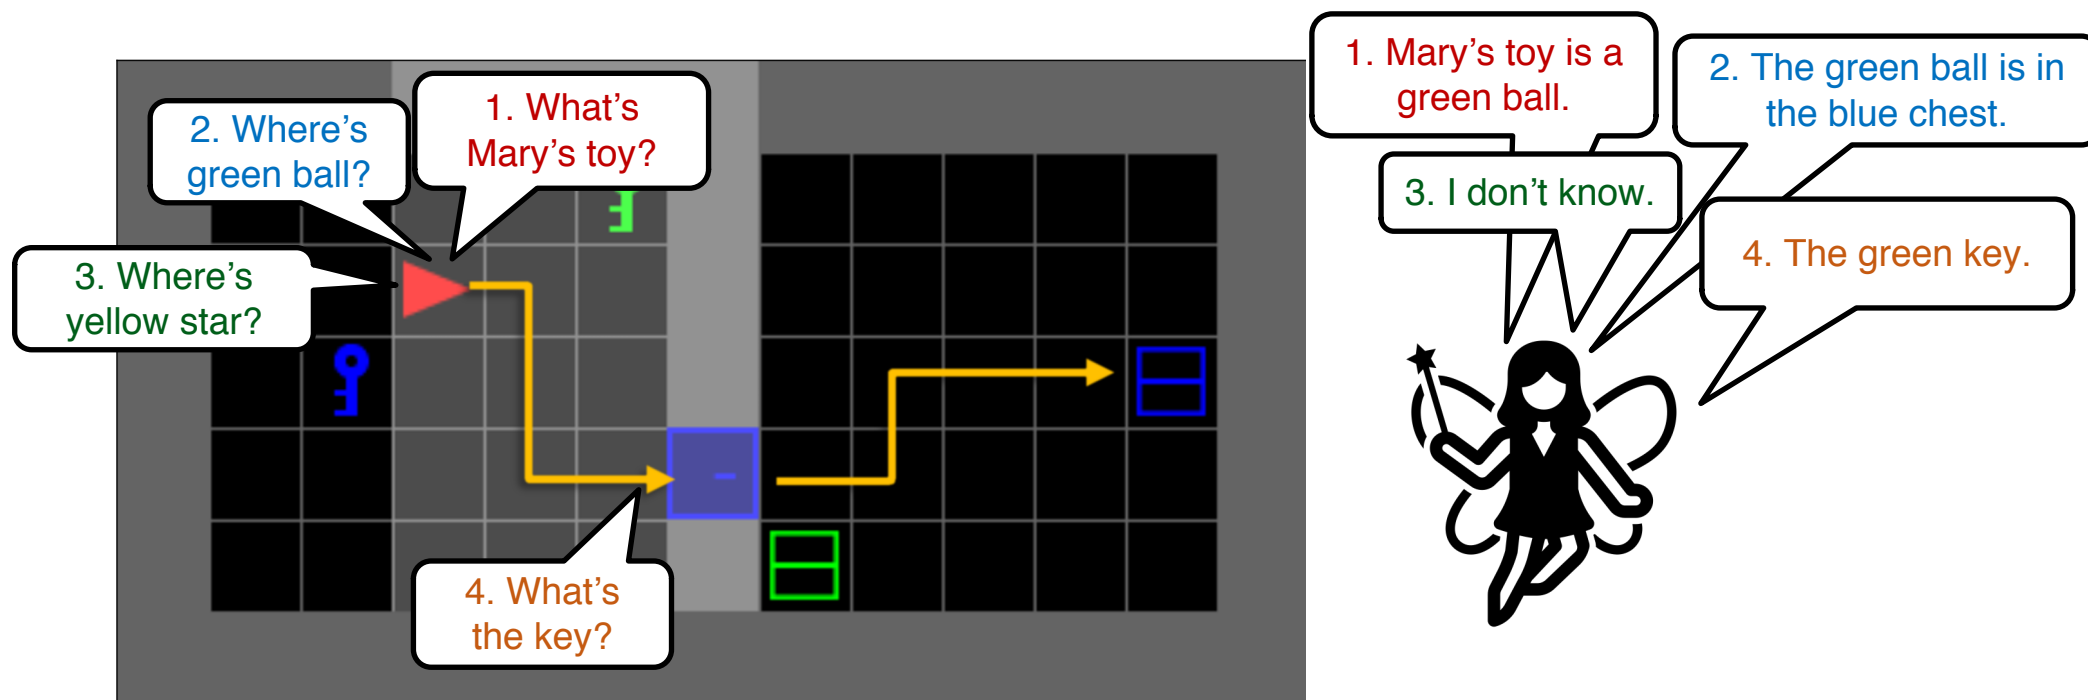 1. What's
Mary's toy?
2. Where's
green ball?
3. Where's
yellow star?
4. What's
the key?
1. Mary's toy is a
green ball.
2. The green ball is in
the blue chest.
3. I don't know.
4. The green key.